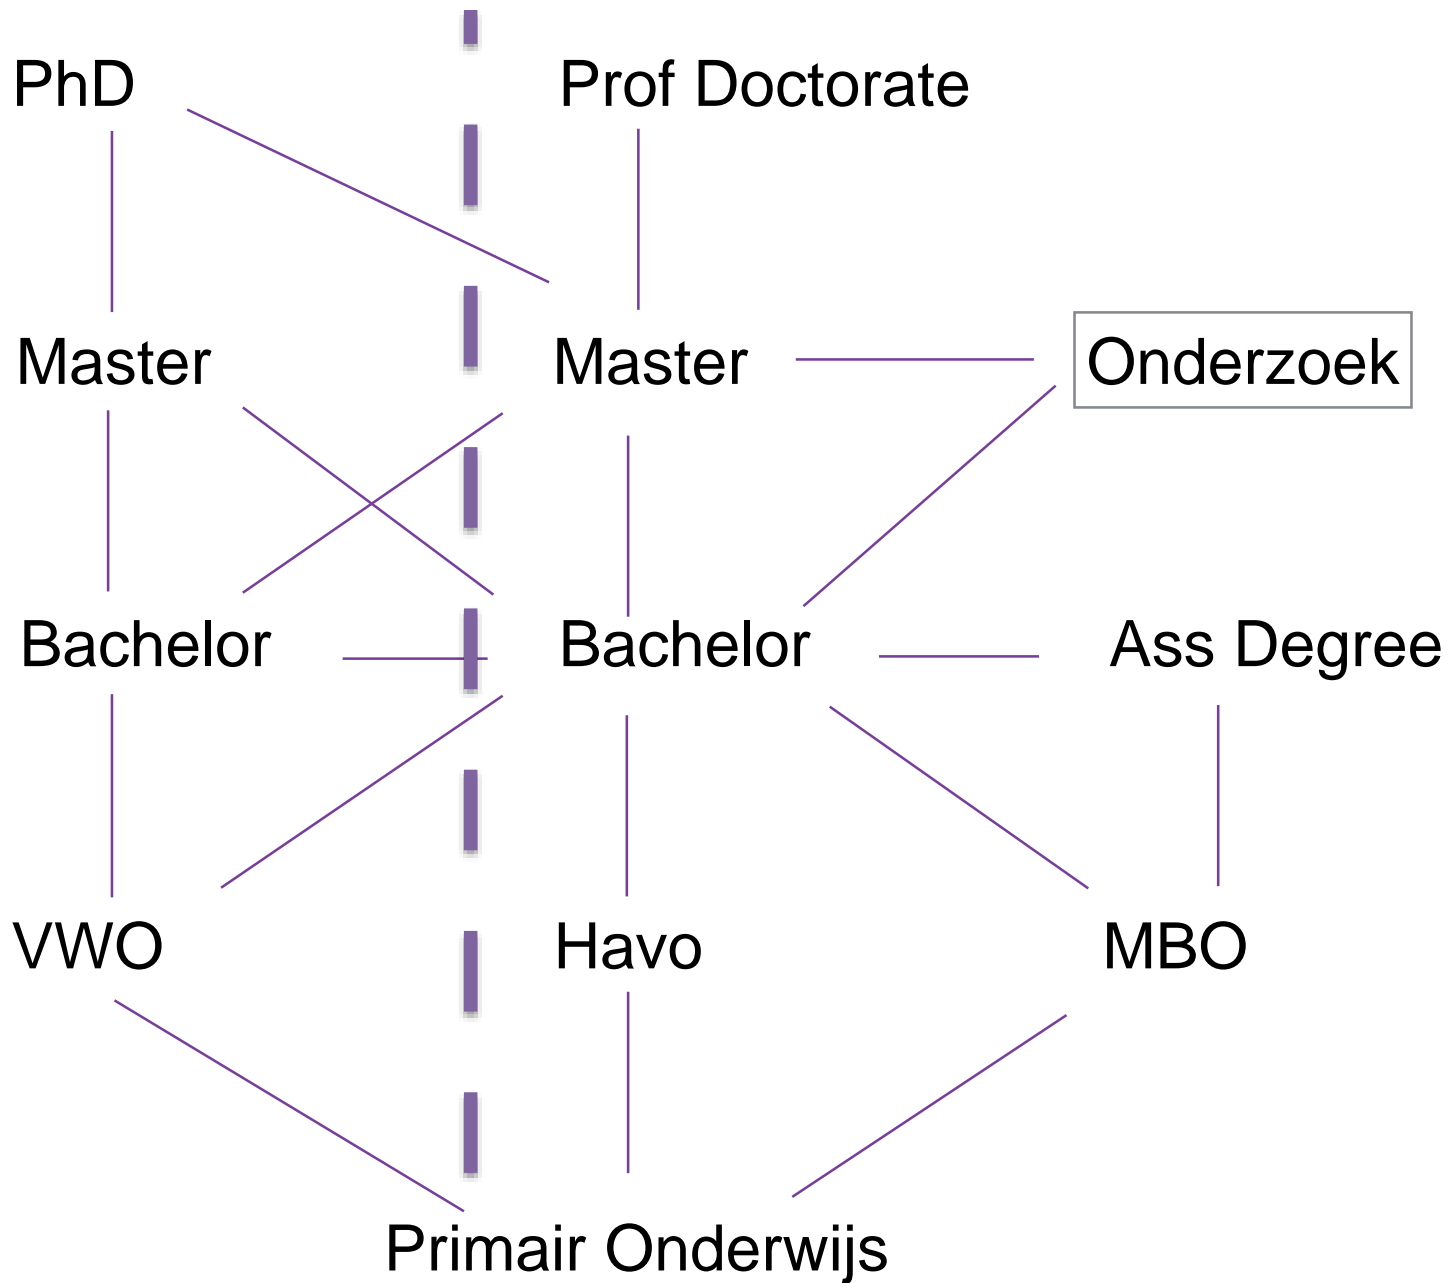 PhD
Prof Doctorate
Master
Master
Onderzoek
Bachelor
Bachelor
Ass Degree
VWO
Havo
MBO
Primair Onderwijs